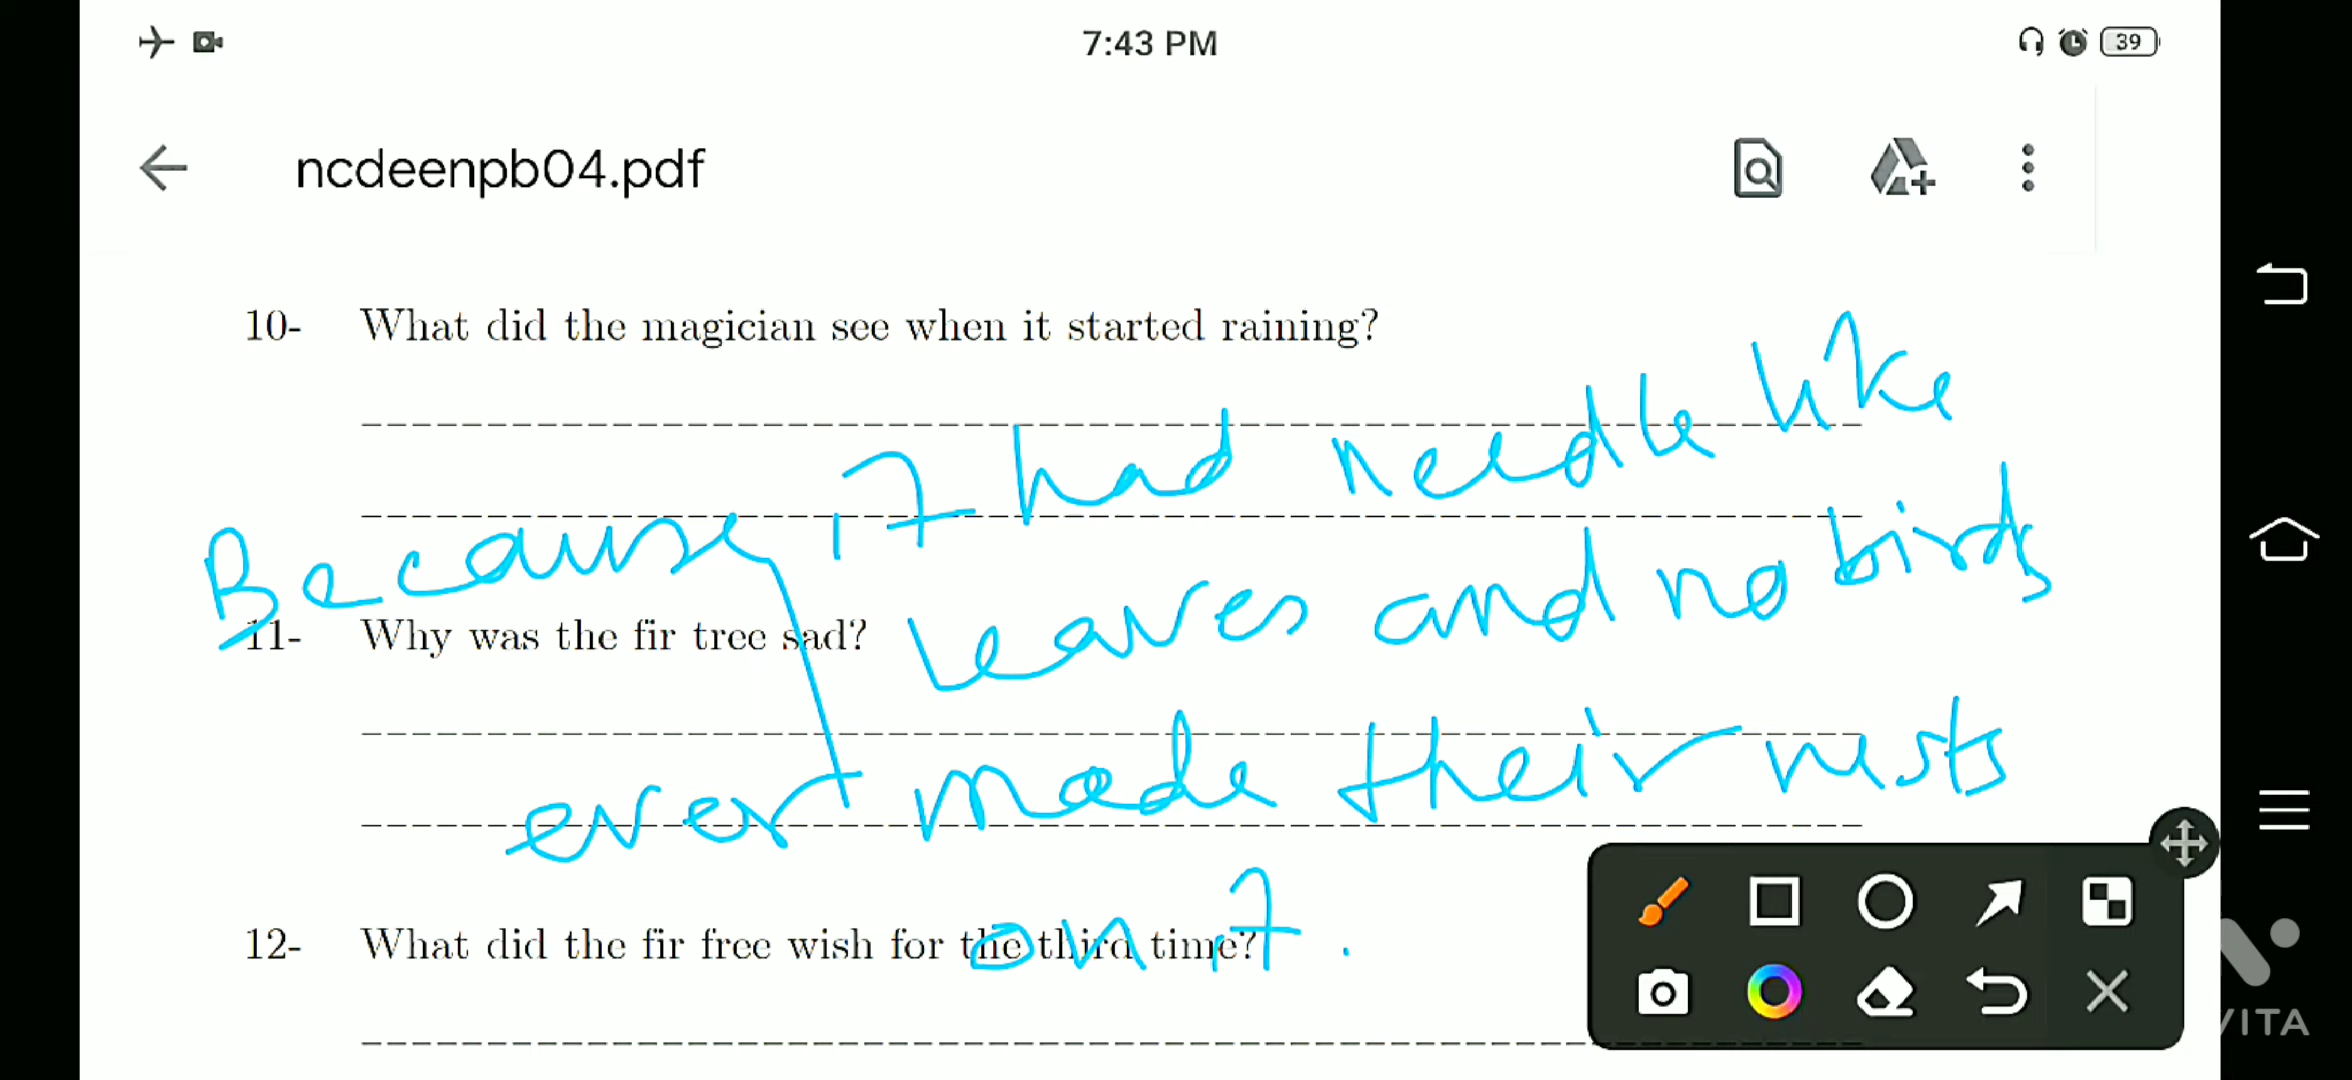 7:43 PM
39
ncdeenpb04.pdf
10- What did the magician see when it started raining?
Because it had needle like
11- Why was the fir tree sad?
leaves and no birds
ever made their nests
12- What did the fir free wish for the third time?
on it.
VITA